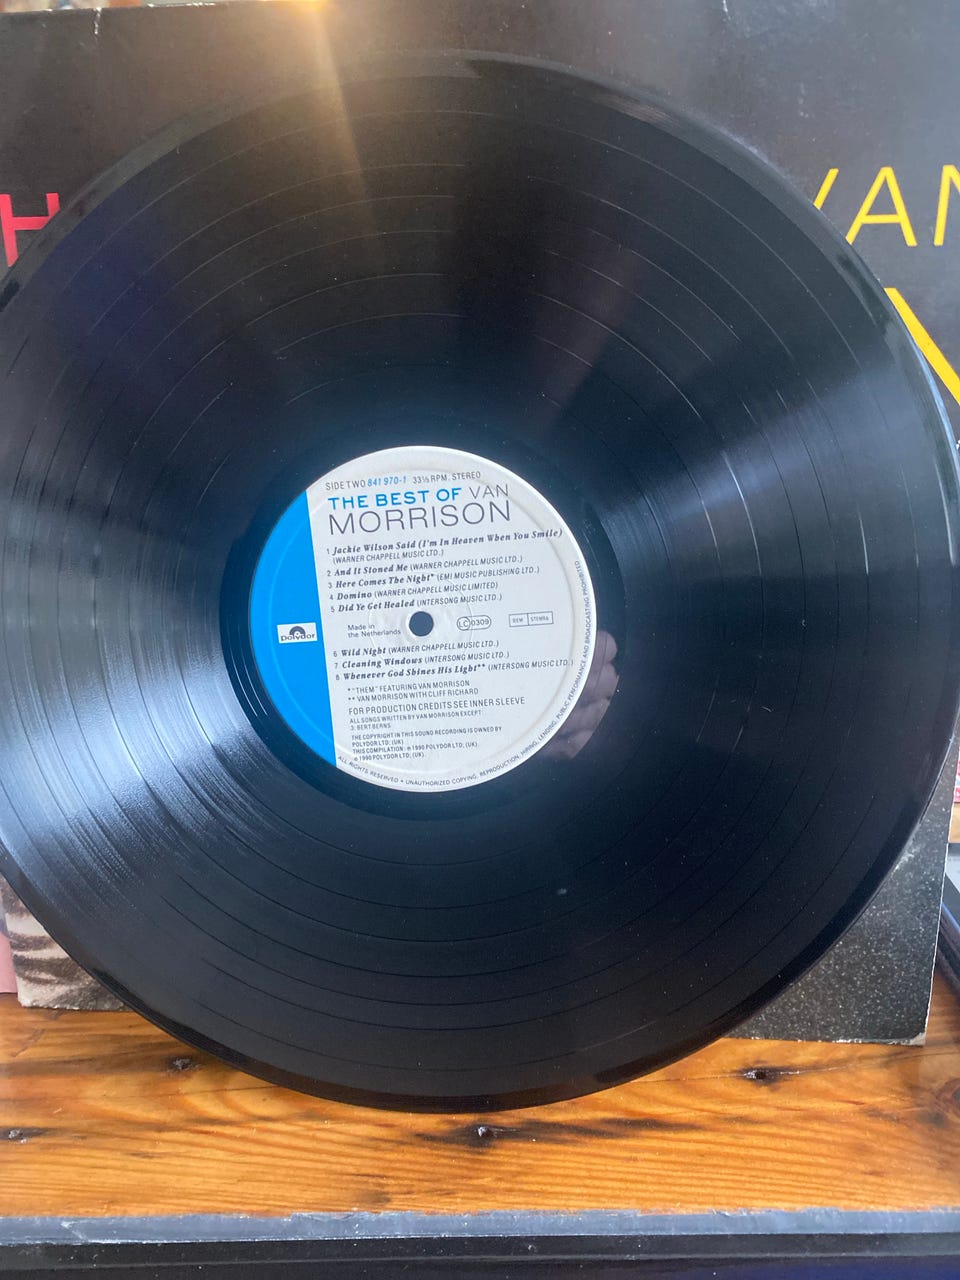 H
VAN
SIDE TWO 841 970-1 33⅓ RPM. STEREO
THE BEST OF VAN
MORRISON
1 Jackie Wilson Said (I'm In Heaven When You Smile)
(WARNER CHAPPELL MUSIC LTD.)
2 And It Stoned Me (WARNER CHAPPELL MUSIC LTD.)
3 Here Comes The Night* (EMI MUSIC PUBLISHING LTD.)
4 Domino (WARNER CHAPPELL MUSIC LIMITED)
5 Did Ye Get Healed (INTERSONG MUSIC LTD.)
Polydor
Made in
the Netherlands
LC 0309
BIEM STEMRA
6 Wild Night (WARNER CHAPPELL MUSIC LTD.)
7 Cleaning Windows (INTERSONG MUSIC LTD.)
8 Whenever God Shines His Light** (INTERSONG MUSIC LTD.)
* "THEM" FEATURING VAN MORRISON
** VAN MORRISON WITH CLIFF RICHARD
FOR PRODUCTION CREDITS SEE INNER SLEEVE
ALL SONGS WRITTEN BY VAN MORRISON EXCEPT:
3: BERT BERNS
THE COPYRIGHT IN THIS SOUND RECORDING IS OWNED BY
POLYDOR LTD; (UK)
THIS COMPILATION: ℗ 1990 POLYDOR LTD; (UK).
© 1990 POLYDOR LTD; (UK).
ALL RIGHTS RESERVED • UNAUTHORIZED COPYING, REPRODUCTION, HIRING, LENDING, PUBLIC PERFORMANCE AND BROADCASTING PROHIBITED